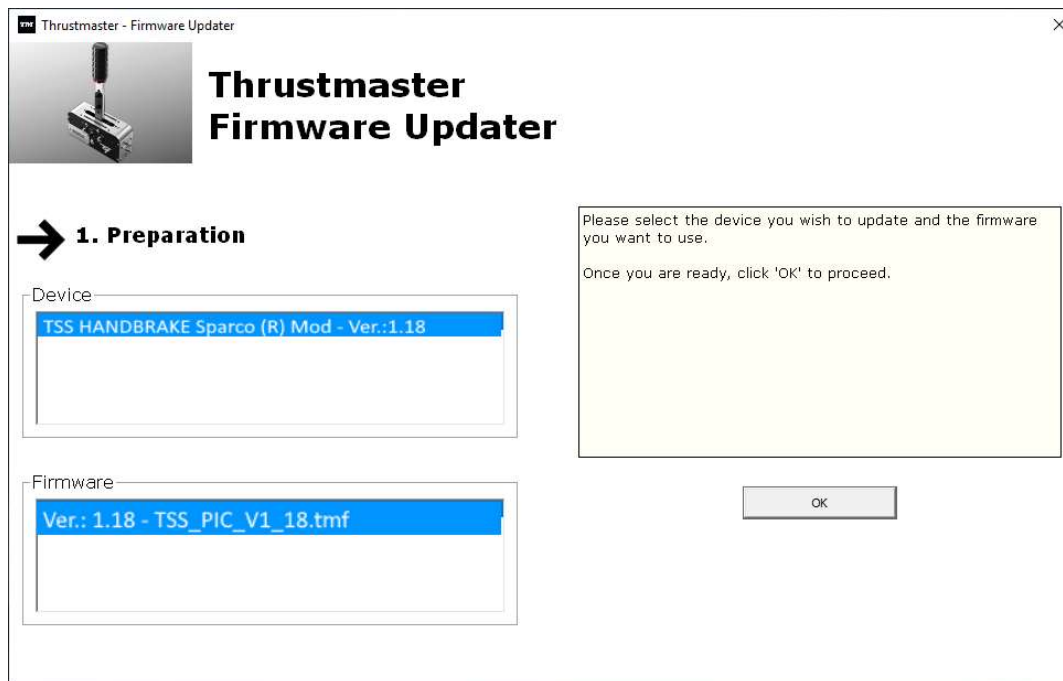 Thrustmaster - Firmware Updater
Thrustmaster
Firmware Updater
1. Preparation
Device
TSS HANDBRAKE Sparco (R) Mod - Ver.:1.18
Firmware
Ver.: 1.18 - TSS_PIC_V1_18.tmf
Please select the device you wish to update and the firmware
you want to use.
Once you are ready, click 'OK' to proceed.
OK